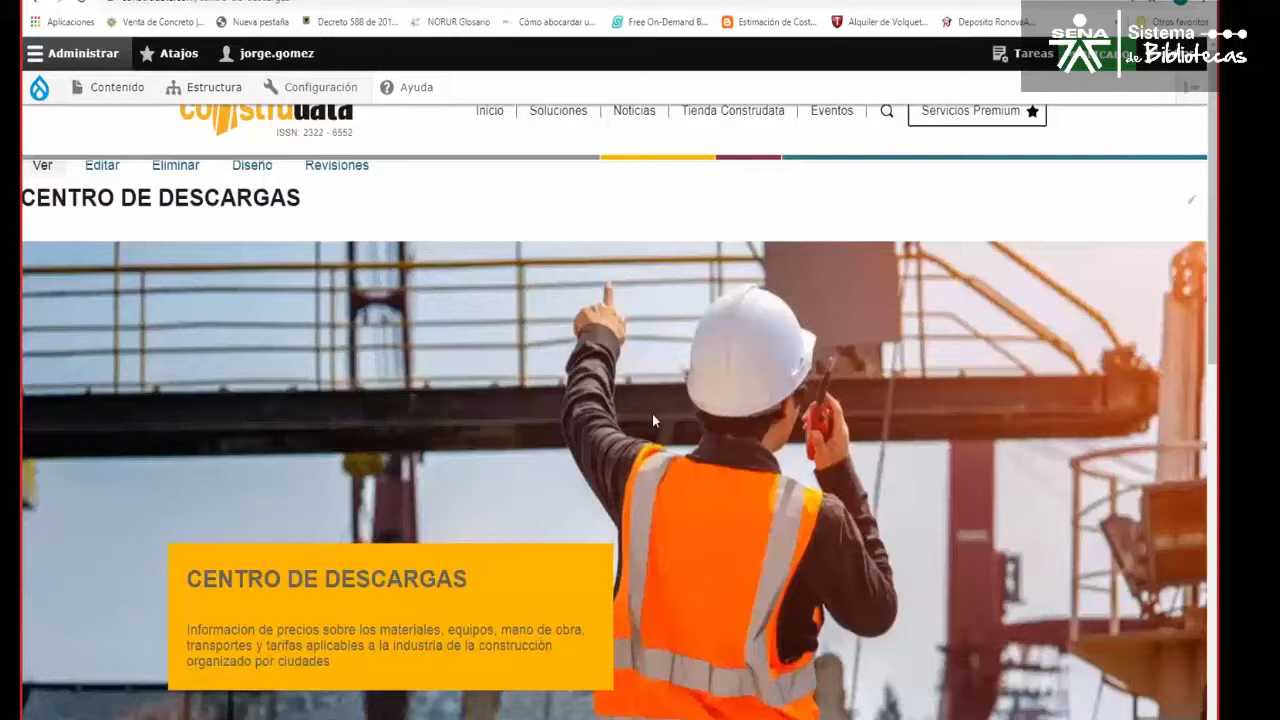 Aplicaciones
Venta de Concreto |...
Nueva pestaña
Decreto 588 de 201...
NORUR Glosario
Cómo abocardar u...
Free On-Demand B...
Estimación de Cost...
Alquiler de Volquet...
Deposito RonovaA...
Otros favoritos
SENA
Sistema
de Bibliotecas
Administrar
Atajos
jorge.gomez
Tareas
Contenido
Estructura
Configuración
Ayuda
construdata
ISSN: 2322 - 6552
Inicio
Soluciones
Noticias
Tienda Construdata
Eventos
Servicios Premium
Ver
Editar
Eliminar
Diseño
Revisiones
CENTRO DE DESCARGAS
CENTRO DE DESCARGAS
Información de precios sobre los materiales, equipos, mano de obra,
transportes y tarifas aplicables a la industria de la construcción
organizado por ciudades